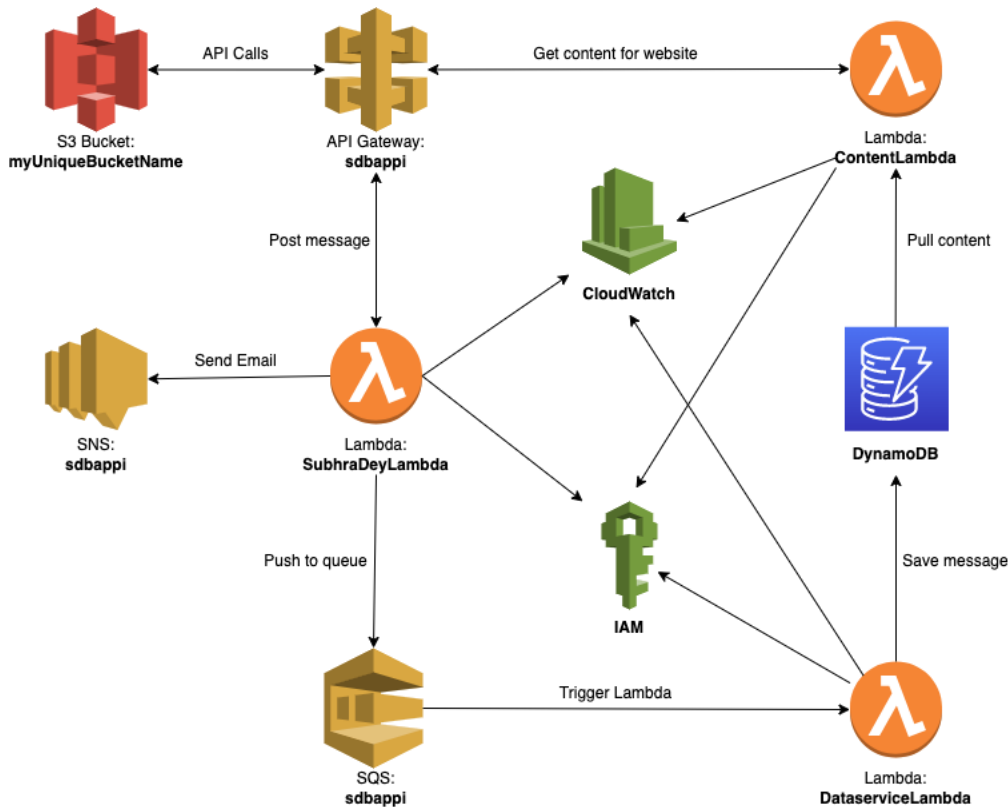 API Calls
Get content for website
S3 Bucket:
myUniqueBucketName
API Gateway:
sdbappi
Lambda:
ContentLambda
Post message
Pull content
CloudWatch
Send Email
SNS:
sdbappi
Lambda:
SubhraDeyLambda
DynamoDB
Push to queue
Save message
IAM
Trigger Lambda
SQS:
sdbappi
Lambda:
DataserviceLambda